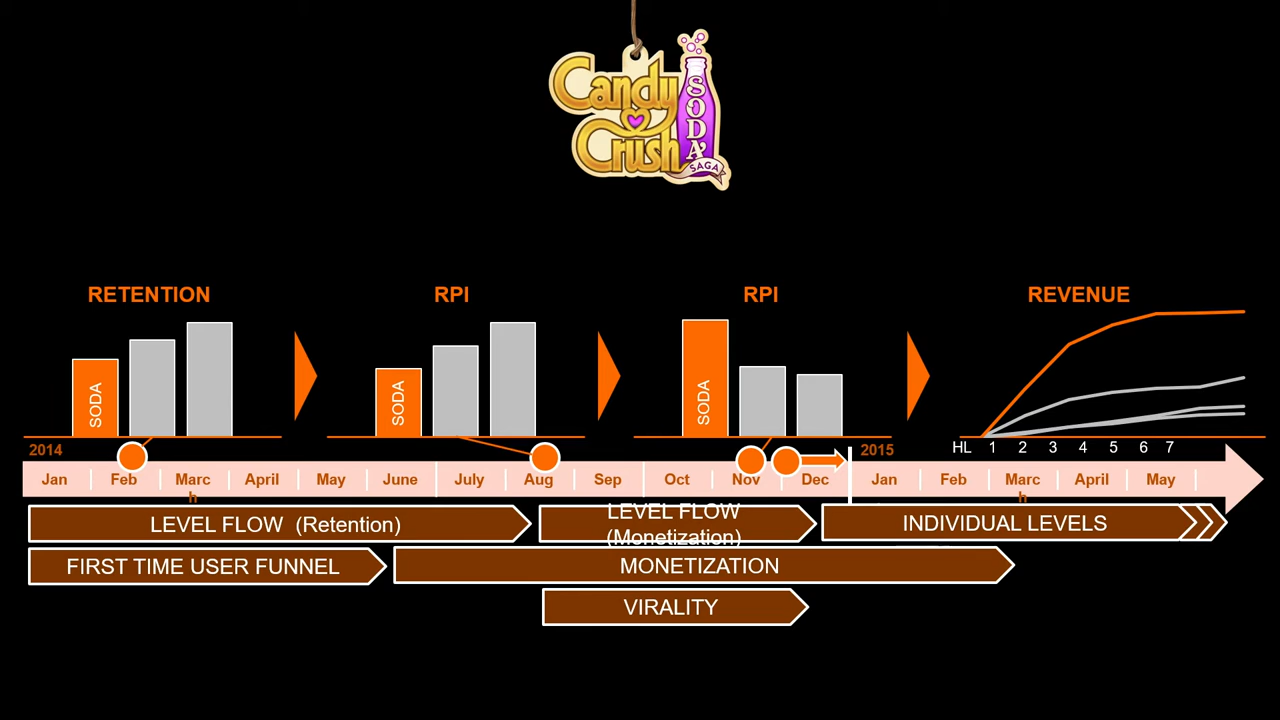 Candy
Crush
SODA
SAGA
RETENTION
RPI
RPI
REVENUE
SODA
SODA
SODA
HL 1 2 3 4 5 6 7
2014
2015
Jan Feb Marc
h April May June July Aug Sep Oct Nov Dec Jan Feb Marc
h April May
LEVEL FLOW (Retention)
LEVEL FLOW
(Monetization)
INDIVIDUAL LEVELS
FIRST TIME USER FUNNEL
MONETIZATION
VIRALITY